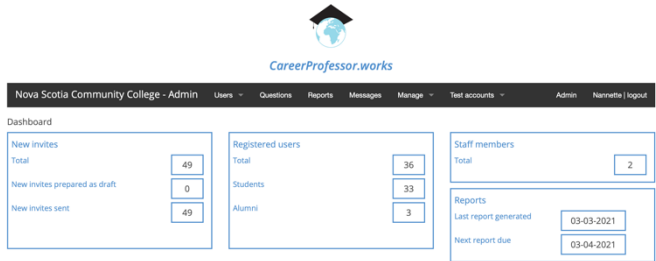 CareerProfessor.works
Nova Scotia Community College - Admin Users Questions Reports Messages Manage Test accounts Admin Nannette | logout
Dashboard
New invites
Total 49
New invites prepared as draft 0
New invites sent 49
Registered users
Total 36
Students 33
Alumni 3
Staff members
Total 2
Reports
Last report generated 03-03-2021
Next report due 03-04-2021